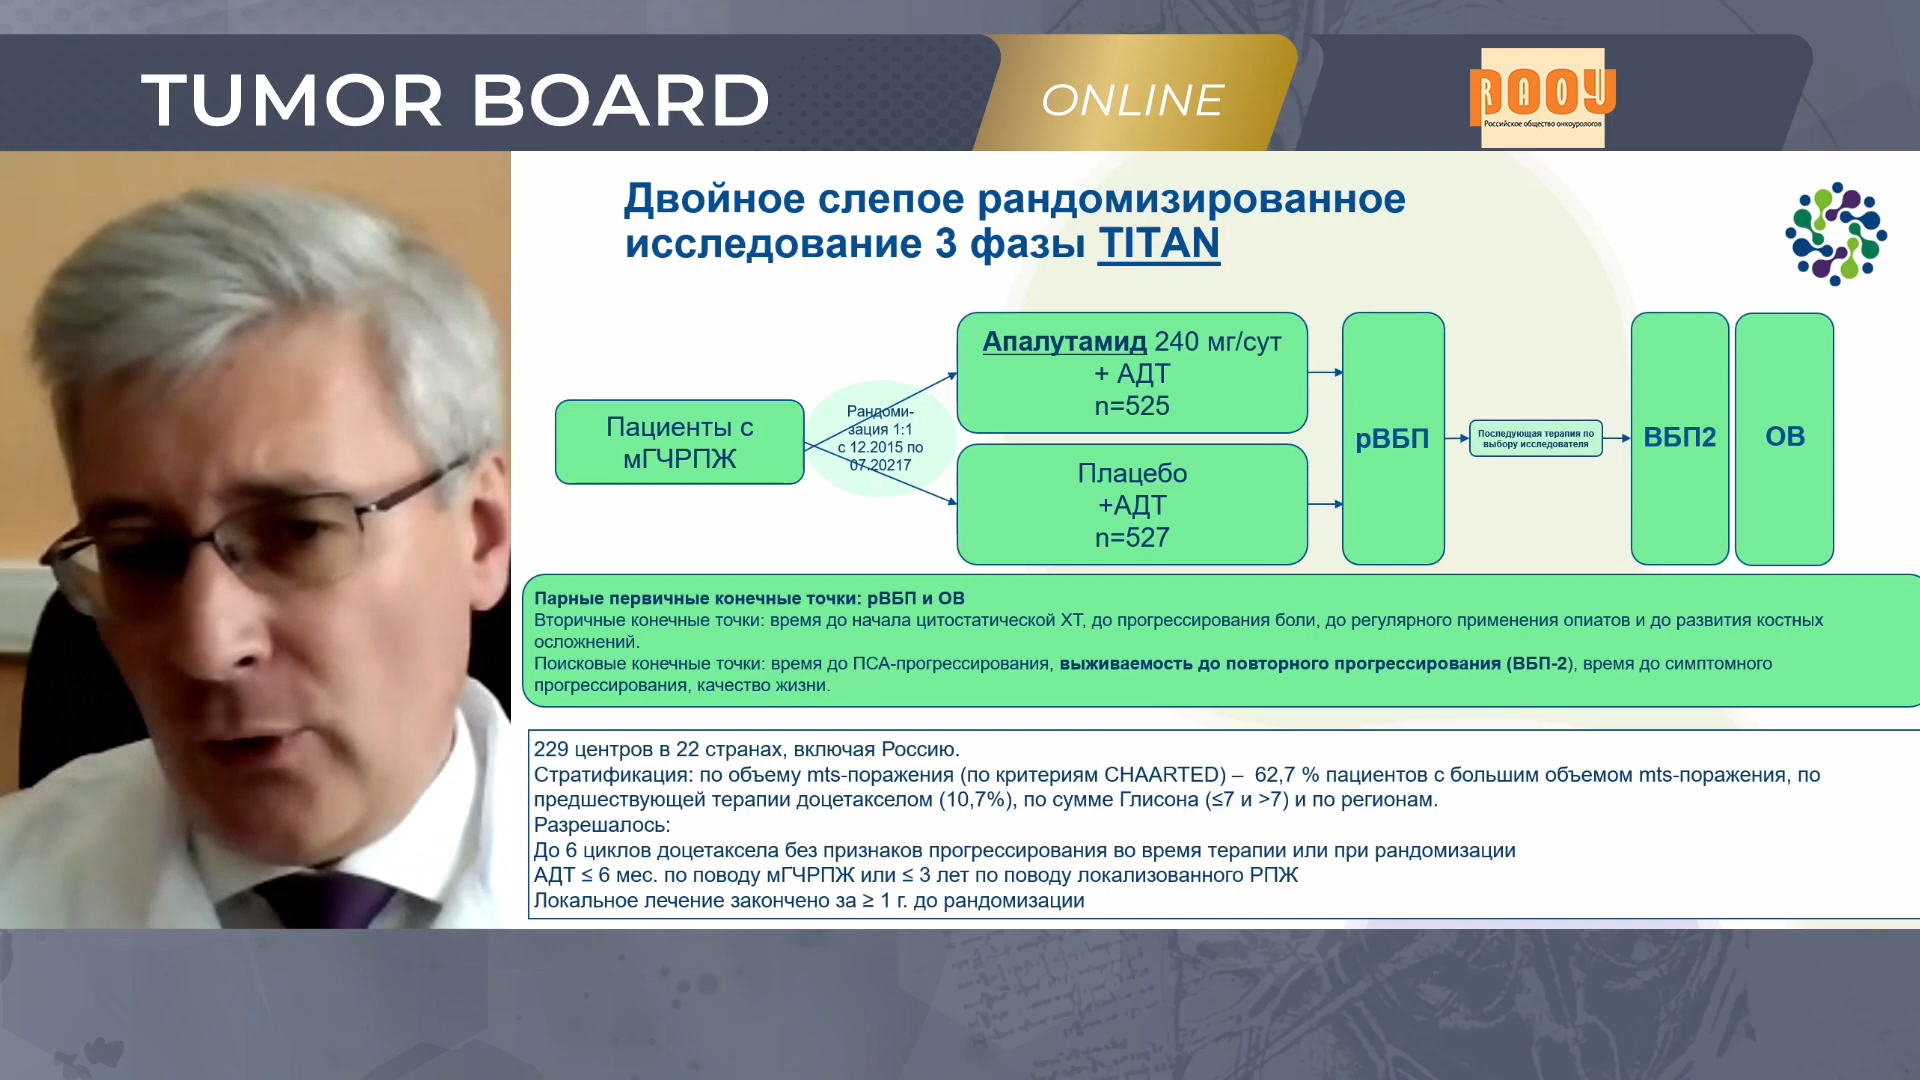 TUMOR BOARD
ONLINE
РАОУ
RAOU
Российское общество онкоурологов
Двойное слепое рандомизированное
исследование 3 фазы TITAN
Пациенты с
мГЧРПЖ
Рандоми-
зация 1:1
с 12.2015 по
07.20217
Апалутамид 240 мг/сут
+ АДТ
n=525
Плацебо
+АДТ
n=527
рВБП
Последующая терапия по
выбору исследователя
ВБП2
ОВ
Парные первичные конечные точки: рВБП и ОВ
Вторичные конечные точки: время до начала цитостатической ХТ, до прогрессирования боли, до регулярного применения опиатов и до развития костных
осложнений.
Поисковые конечные точки: время до ПСА-прогрессирования, выживаемость до повторного прогрессирования (ВБП-2), время до симптомного
прогрессирования, качество жизни.
229 центров в 22 странах, включая Россию.
Стратификация: по объему mts-поражения (по критериям CHAARTED) – 62,7 % пациентов с большим объемом mts-поражения, по
предшествующей терапии доцетакселом (10,7%), по сумме Глисона (≤7 и >7) и по регионам.
Разрешалось:
До 6 циклов доцетаксела без признаков прогрессирования во время терапии или при рандомизации
АДТ ≤ 6 мес. по поводу мГЧРПЖ или ≤ 3 лет по поводу локализованного РПЖ
Локальное лечение закончено за ≥ 1 г. до рандомизации